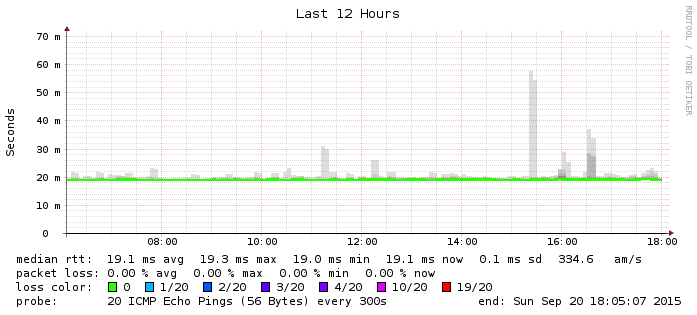 Last 12 Hours
RRDTOOL / TOBI OETIKER
Seconds
70 m
60 m
50 m
40 m
30 m
20 m
10 m
0
08:00 10:00 12:00 14:00 16:00 18:00
median rtt: 19.1 ms avg 19.3 ms max 19.0 ms min 19.1 ms now 0.1 ms sd 334.6 am/s
packet loss: 0.00 % avg 0.00 % max 0.00 % min 0.00 % now
loss color: 0 1/20 2/20 3/20 4/20 10/20 19/20
probe: 20 ICMP Echo Pings (56 Bytes) every 300s end: Sun Sep 20 18:05:07 2015